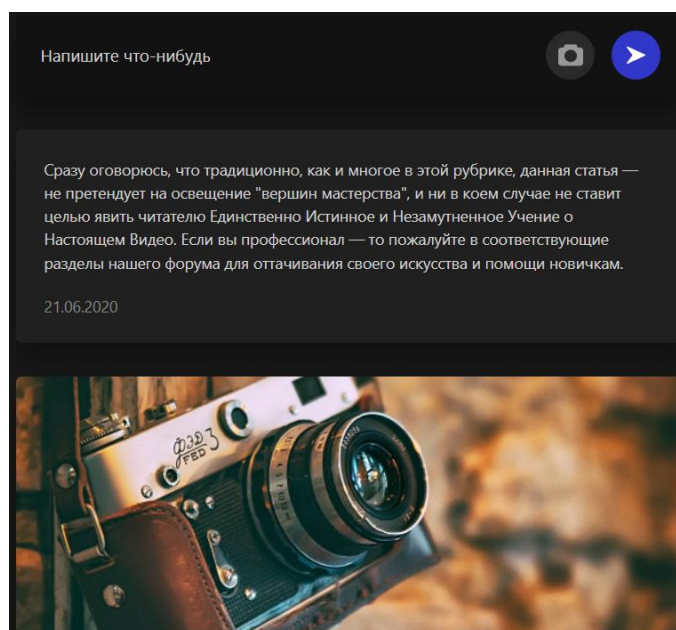 Напишите что-нибудь
Сразу оговорюсь, что традиционно, как и многое в этой рубрике, данная статья —
не претендует на освещение "вершин мастерства", и ни в коем случае не ставит
целью явить читателю Единственно Истинное и Незамутненное Учение о
Настоящем Видео. Если вы профессионал — то пожалуйте в соответствующие
разделы нашего форума для оттачивания своего искусства и помощи новичкам.
21.06.2020
ФЭД 3
FED